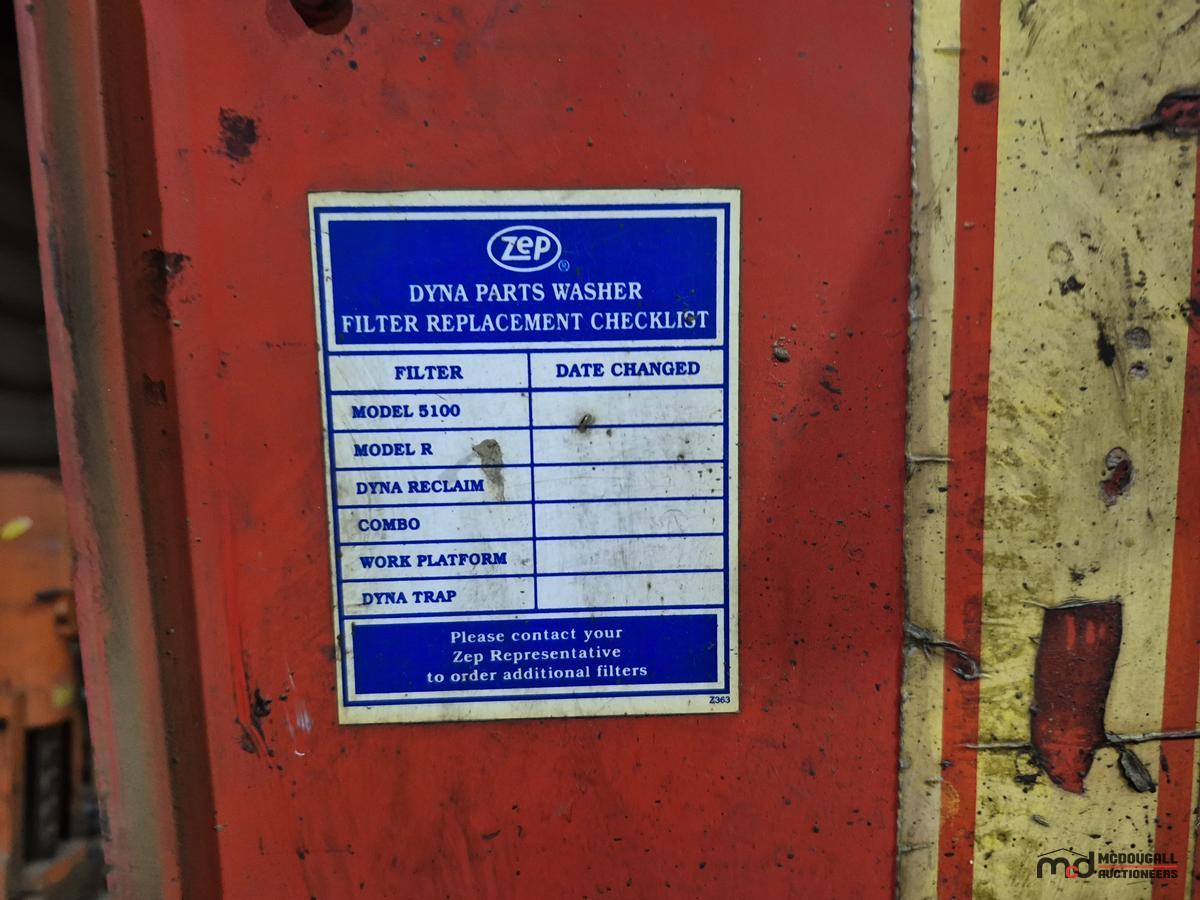 Zep ®
DYNA PARTS WASHER
FILTER REPLACEMENT CHECKLIST
FILTER DATE CHANGED
MODEL 5100
MODEL R
DYNA RECLAIM
COMBO
WORK PLATFORM
DYNA TRAP
Please contact your
Zep Representative
to order additional filters
Z363
md MCDOUGALL
AUCTIONEERS